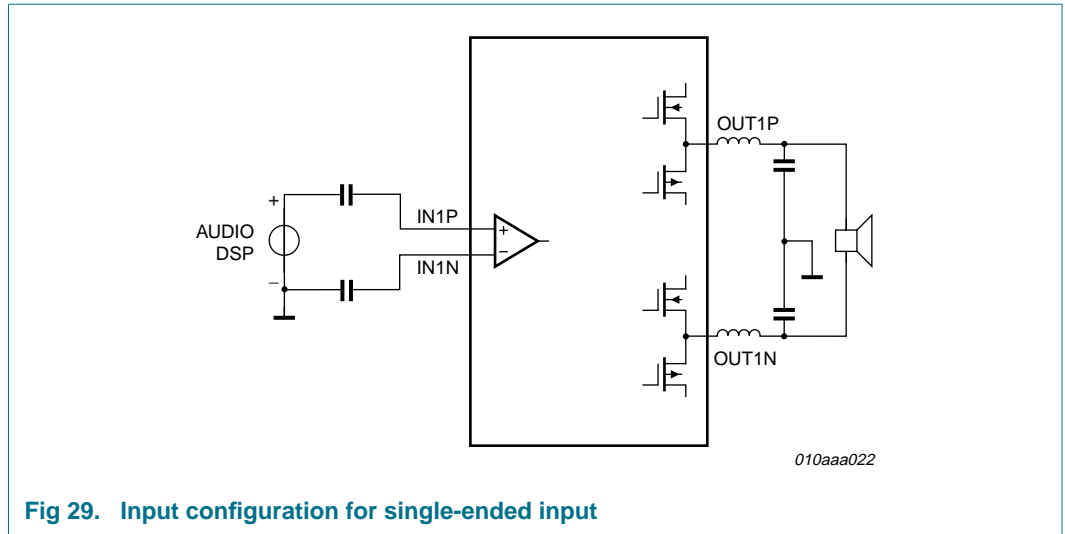 OUT1P
+
IN1P
+
AUDIO
DSP
−
IN1N
−
OUT1N
010aaa022
Fig 29. Input configuration for single-ended input